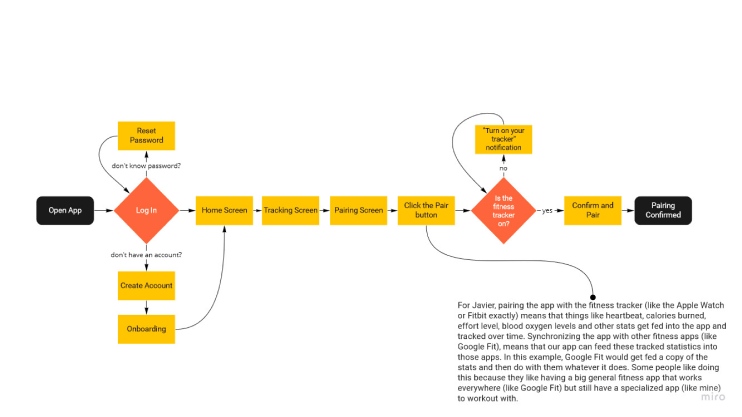 Reset
Password
"Turn on your
tracker"
notification
don't know password?
no
Open App
Log In
Home Screen
Tracking Screen
Pairing Screen
Click the Pair
button
Is the
fitness
tracker
on?
yes
Confirm and
Pair
Pairing
Confirmed
don't have an account?
Create Account
Onboarding
For Javier, pairing the app with the fitness tracker (like the Apple Watch
or Fitbit exactly) means that things like heartbeat, calories burned,
effort level, blood oxygen levels and other stats get fed into the app and
tracked over time. Synchronizing the app with other fitness apps (like
Google Fit), means that our app can feed these tracked statistics into
those apps. In this example, Google Fit would get fed a copy of the
stats and then do with them whatever it does. Some people like doing
this because they like having a big general fitness app that works
everywhere (like Google Fit) but still have a specialized app (like mine)
to workout with.
miro